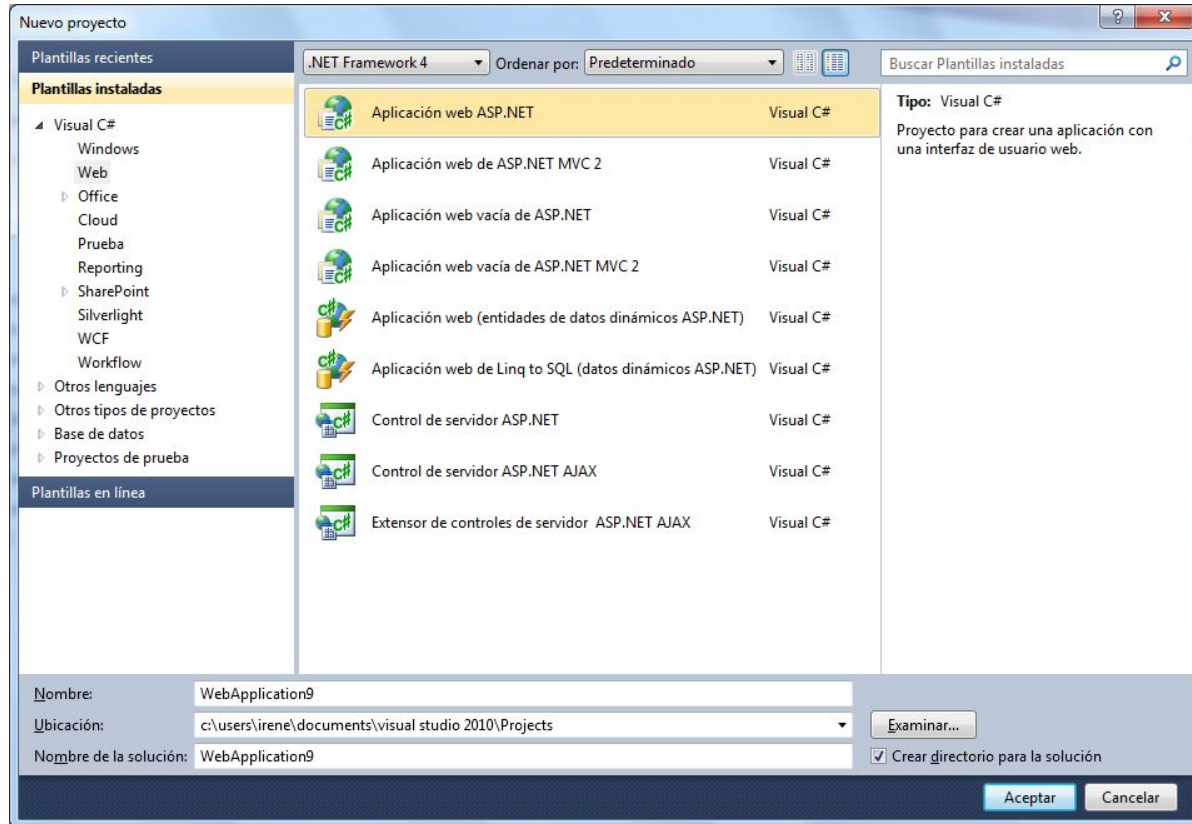 Nuevo proyecto
Plantillas recientes
Plantillas instaladas
Visual C#
Windows
Web
Office
Cloud
Prueba
Reporting
SharePoint
Silverlight
WCF
Workflow
Otros lenguajes
Otros tipos de proyectos
Base de datos
Proyectos de prueba
Plantillas en línea
.NET Framework 4 Ordenar por: Predeterminado
Aplicación web ASP.NET Visual C#
Aplicación web de ASP.NET MVC 2 Visual C#
Aplicación web vacía de ASP.NET Visual C#
Aplicación web vacía de ASP.NET MVC 2 Visual C#
Aplicación web (entidades de datos dinámicos ASP.NET) Visual C#
Aplicación web de Linq to SQL (datos dinámicos ASP.NET) Visual C#
Control de servidor ASP.NET Visual C#
Control de servidor ASP.NET AJAX Visual C#
Extensor de controles de servidor ASP.NET AJAX Visual C#
Buscar Plantillas instaladas
Tipo: Visual C#
Proyecto para crear una aplicación con
una interfaz de usuario web.
Nombre: WebApplication9
Ubicación: c:\users\irene\documents\visual studio 2010\Projects Examinar...
Nombre de la solución: WebApplication9 Crear directorio para la solución
Aceptar Cancelar